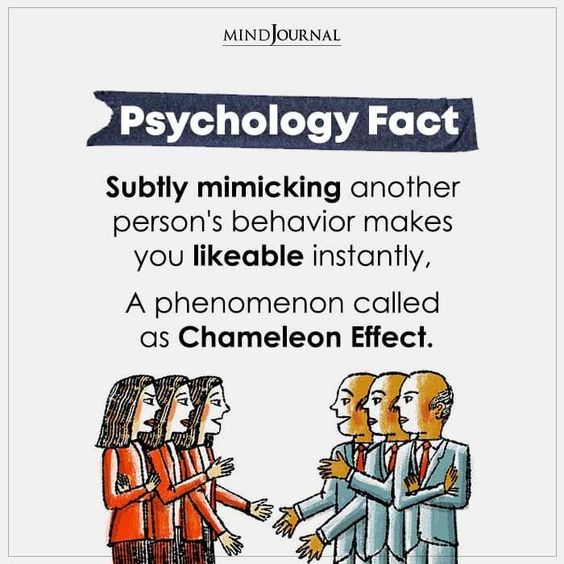 MINDJOURNAL
Psychology Fact
Subtly mimicking another
person's behavior makes
you likeable instantly,
A phenomenon called
as Chameleon Effect.